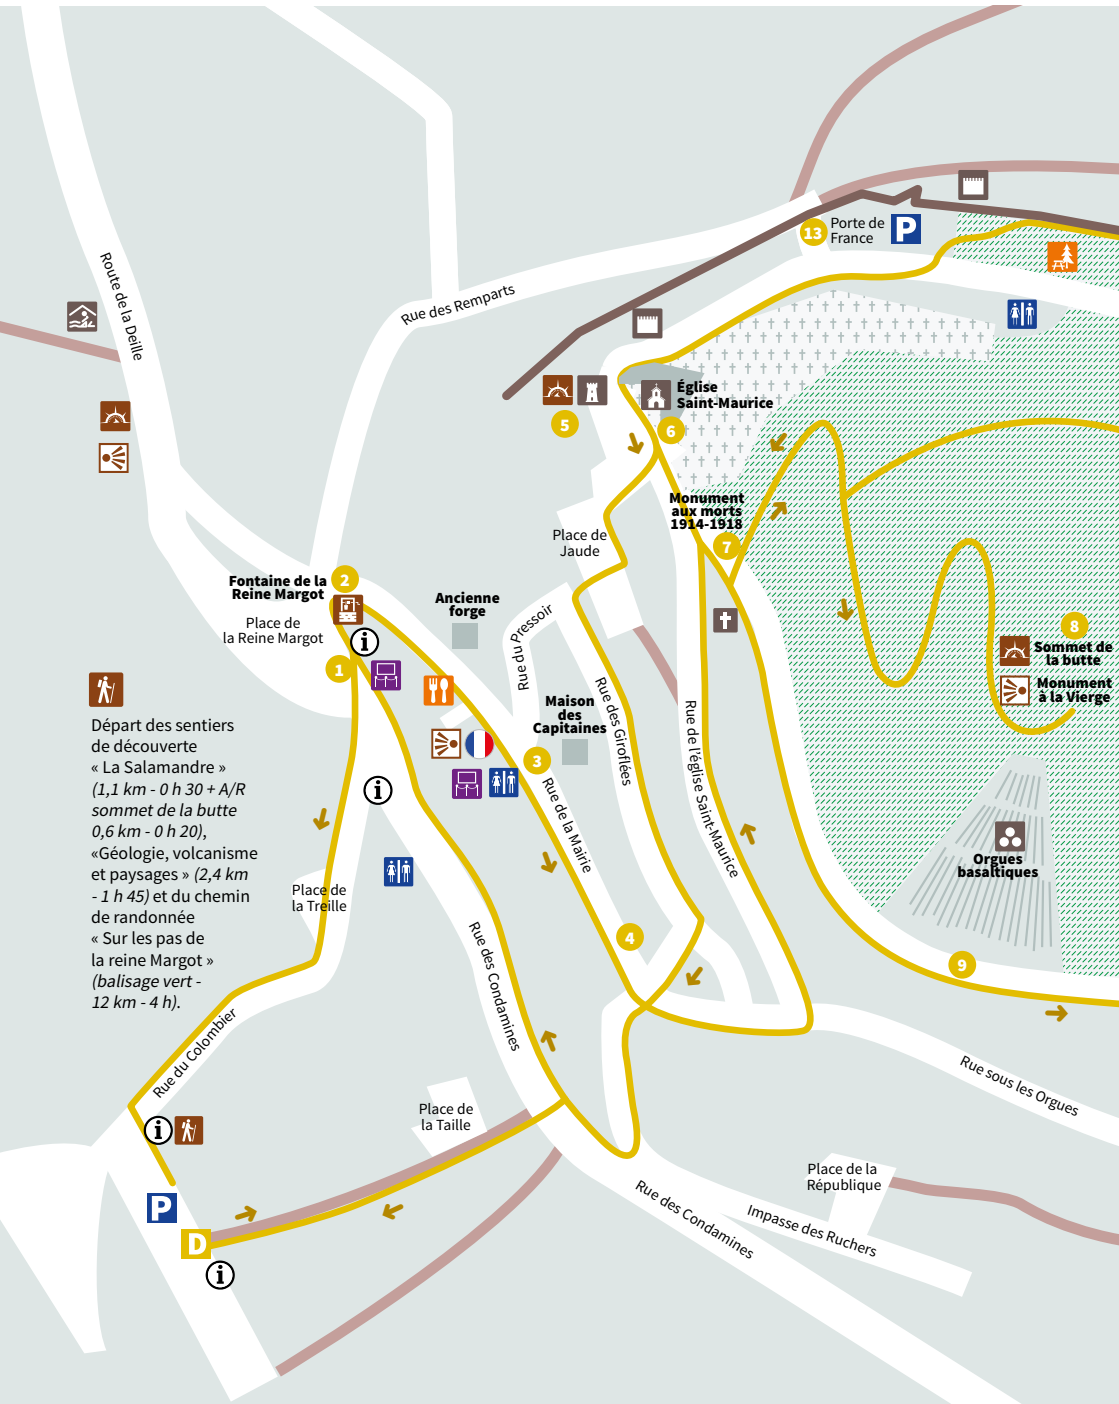 13
Porte de
France
P
Route de la Deille
Rue des Remparts
Église
Saint-Maurice
5
6
Monument
aux morts
1914-1918
7
Place de
Jaude
2
Fontaine de la
Reine Margot
Place de
la Reine Margot
i
1
Ancienne
forge
Rue du Pressoir
8
Sommet de
la butte
Monument
à la Vierge
Maison
des
Capitaines
3
Rue des Giroflées
Rue de l'église Saint-Maurice
Rue de la Mairie
i
Départ des sentiers
de découverte
« La Salamandre »
(1,1 km - 0 h 30 + A/R
sommet de la butte
0,6 km - 0 h 20),
«Géologie, volcanisme
et paysages » (2,4 km
- 1 h 45) et du chemin
de randonnée
« Sur les pas de
la reine Margot »
(balisage vert -
12 km - 4 h).
Place de
la Treille
Orgues
basaltiques
4
9
Rue des Condamines
Rue du Colombier
Rue sous les Orgues
i
Place de
la Taille
Place de la
République
P
D
i
Rue des Condamines
Impasse des Ruchers